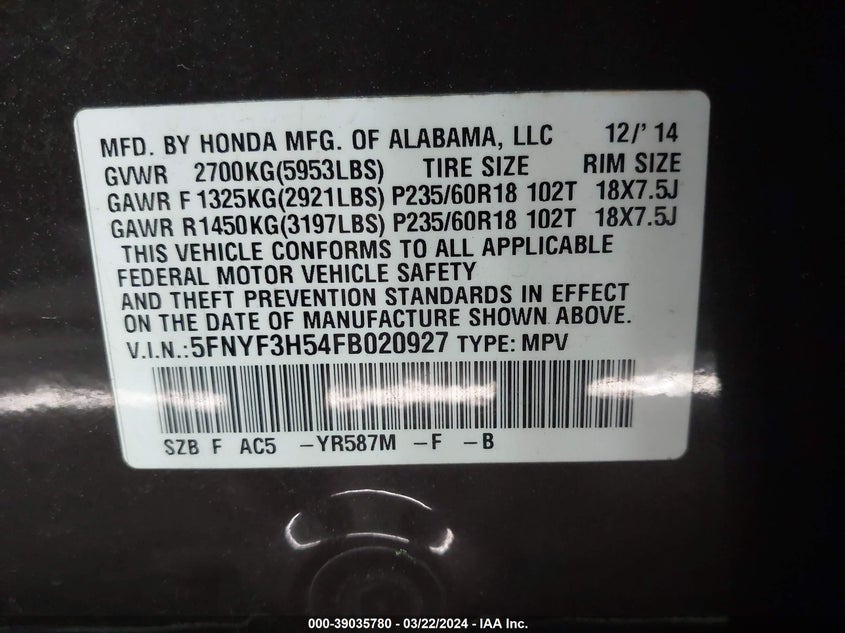 MFD. BY HONDA MFG. OF ALABAMA, LLC 12/'14
GVWR 2700KG(5953LBS) TIRE SIZE RIM SIZE
GAWR F 1325KG(2921LBS) P235/60R18 102T 18X7.5J
GAWR R1450KG(3197LBS) P235/60R18 102T 18X7.5J
THIS VEHICLE CONFORMS TO ALL APPLICABLE
FEDERAL MOTOR VEHICLE SAFETY
AND THEFT PREVENTION STANDARDS IN EFFECT
ON THE DATE OF MANUFACTURE SHOWN ABOVE.
V.I.N.:5FNYF3H54FB020927 TYPE: MPV
SZB F AC5 -YR587M -F -B
000-39035780 - 03/22/2024 - IAA Inc.